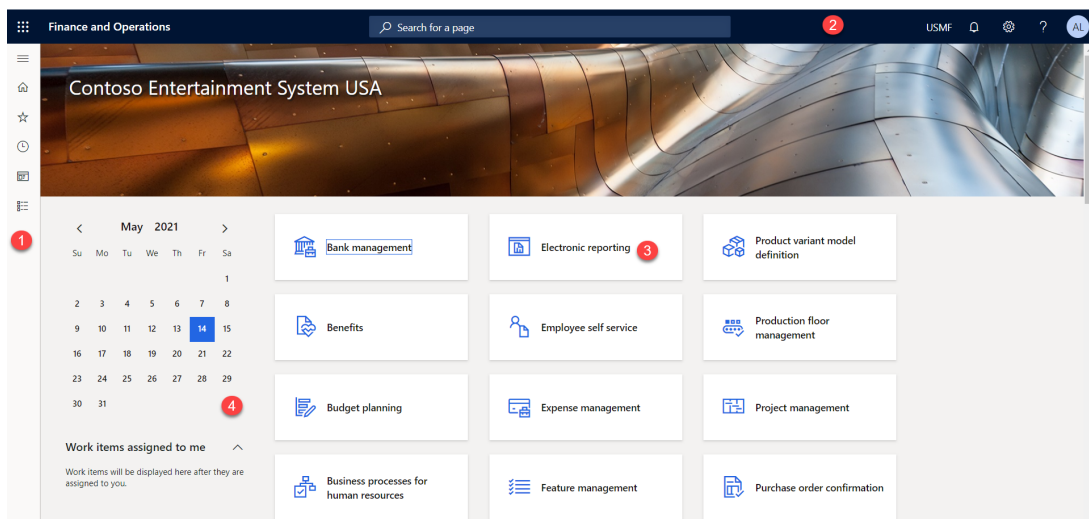 Finance and Operations
Search for a page
2
USMF
?
AL
Contoso Entertainment System USA
1
May 2021
Su Mo Tu We Th Fr Sa
1
2 3 4 5 6 7 8
9 10 11 12 13 14 15
16 17 18 19 20 21 22
23 24 25 26 27 28 29
30 31
4
Work items assigned to me
Work items will be displayed here after they are
assigned to you.
Bank management
Electronic reporting
3
Product variant model
definition
Benefits
Employee self service
Production floor
management
Budget planning
Expense management
Project management
Business processes for
human resources
Feature management
Purchase order confirmation